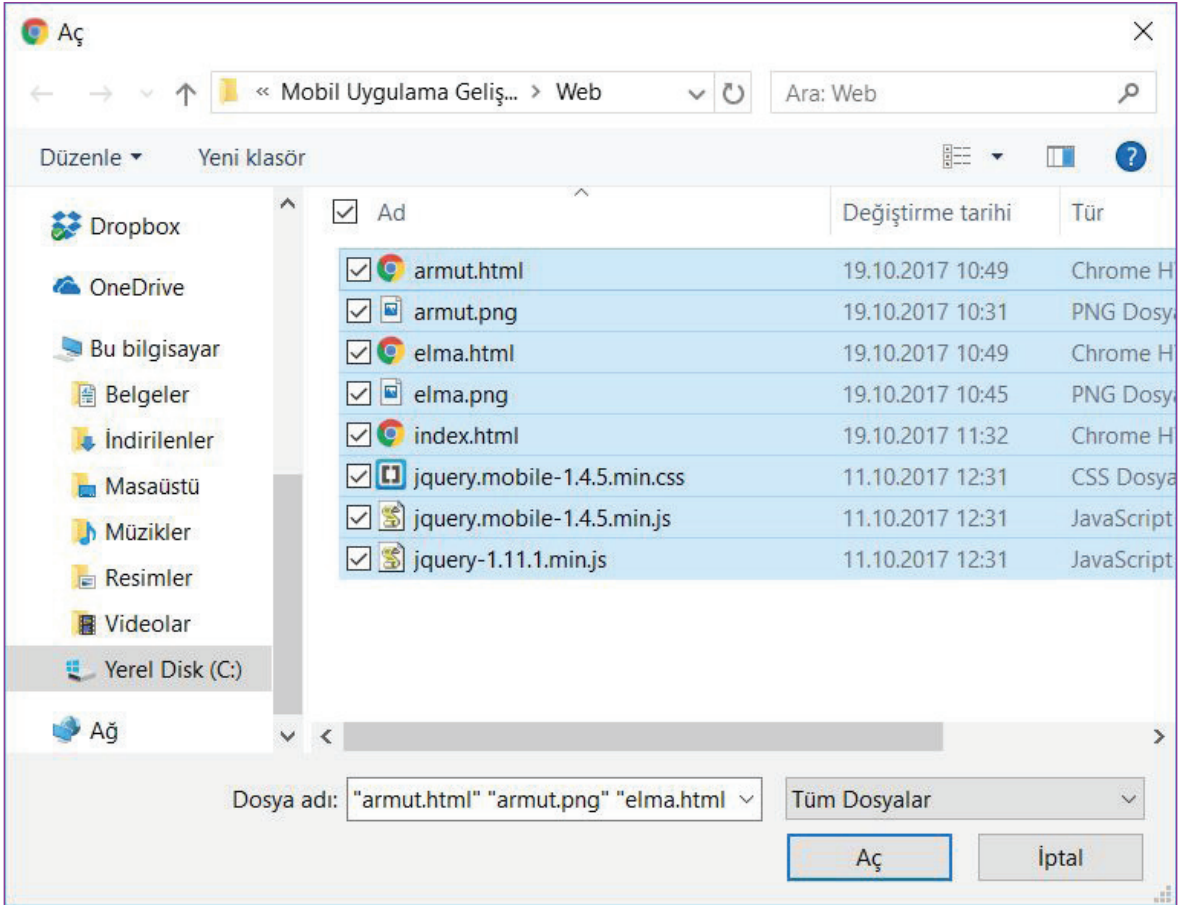 Aç
« Mobil Uygulama Geliş... > Web
Ara: Web
Düzenle
Yeni klasör
Ad
Değiştirme tarihi
Tür
Dropbox
OneDrive
Bu bilgisayar
Belgeler
İndirilenler
Masaüstü
Müzikler
Resimler
Videolar
Yerel Disk (C:)
Ağ
armut.html 19.10.2017 10:49 Chrome H
armut.png 19.10.2017 10:31 PNG Dosya
elma.html 19.10.2017 10:49 Chrome H
elma.png 19.10.2017 10:45 PNG Dosya
index.html 19.10.2017 11:32 Chrome H
jquery.mobile-1.4.5.min.css 11.10.2017 12:31 CSS Dosya
jquery.mobile-1.4.5.min.js 11.10.2017 12:31 JavaScript
jquery-1.11.1.min.js 11.10.2017 12:31 JavaScript
Dosya adı: "armut.html" "armut.png" "elma.html
Tüm Dosyalar
Aç
İptal